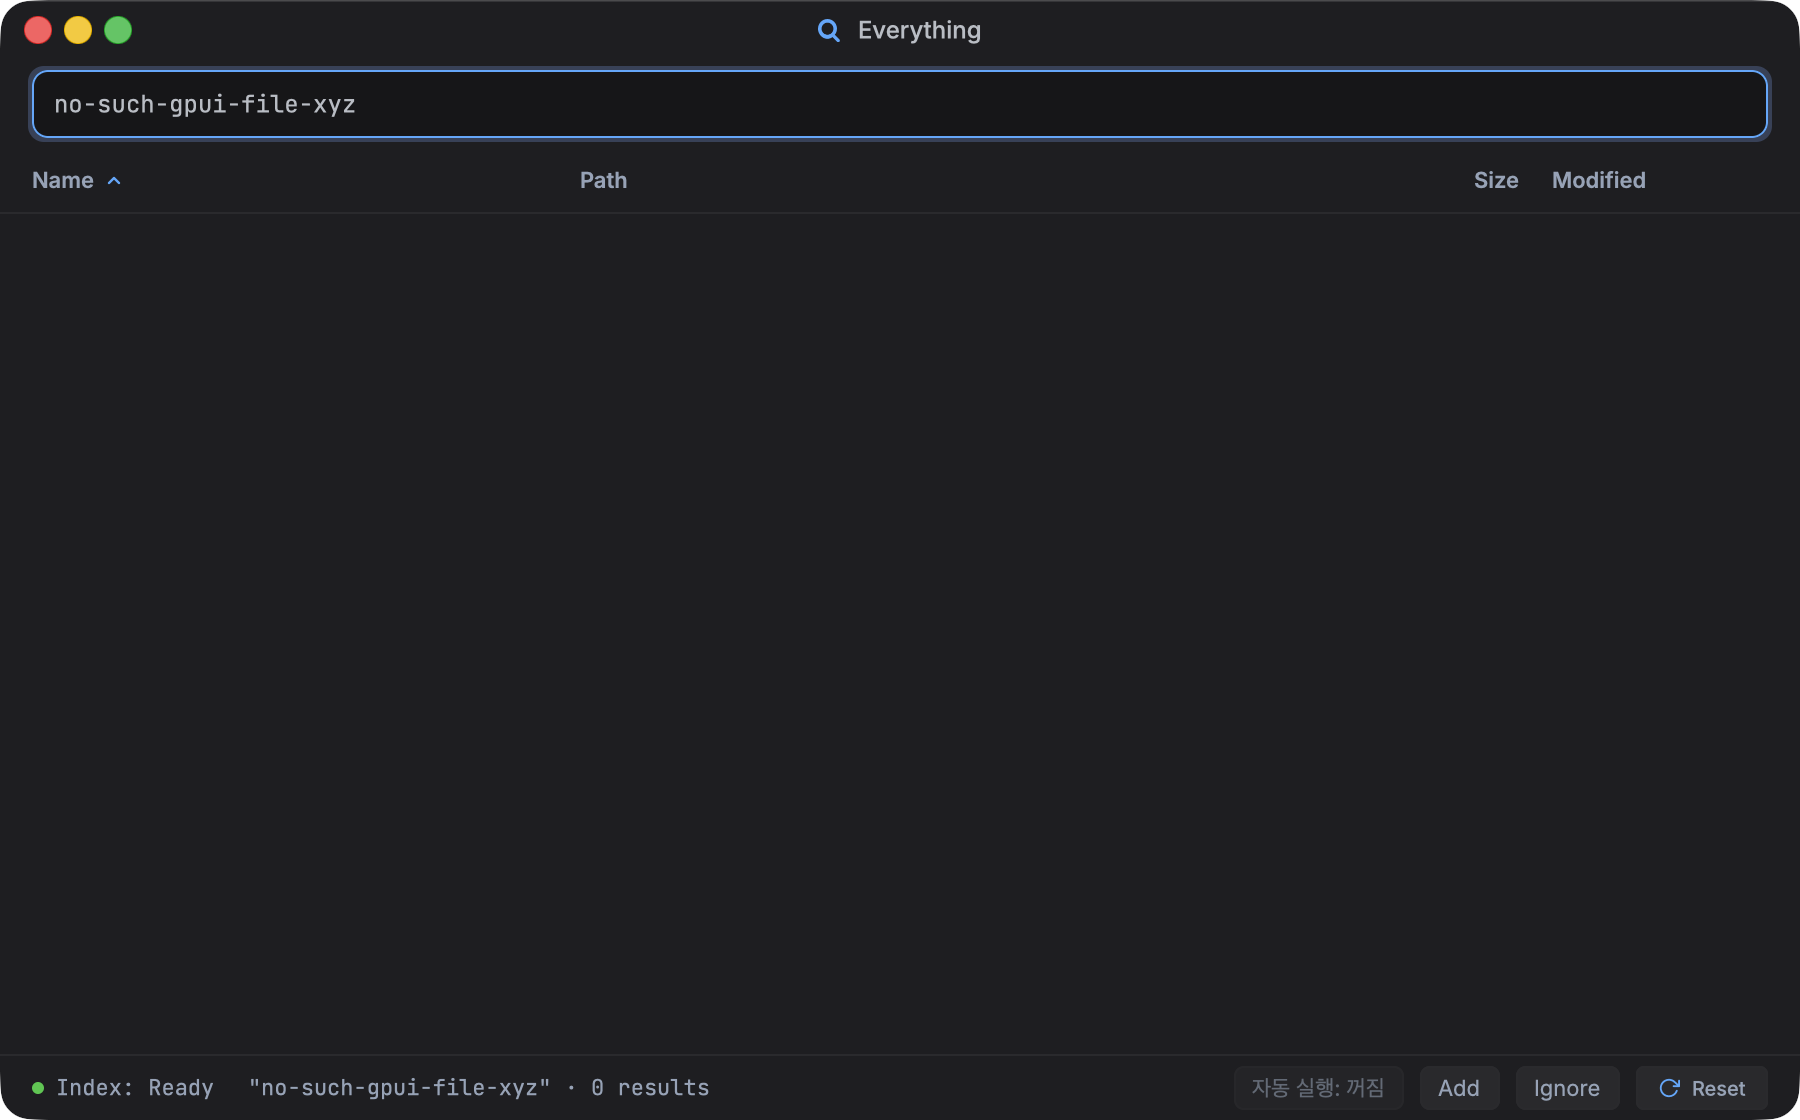 Everything
no-such-gpui-file-xyz
Name Path Size Modified
Index: Ready "no-such-gpui-file-xyz" · 0 results 자동 실행: 꺼짐 Add Ignore Reset